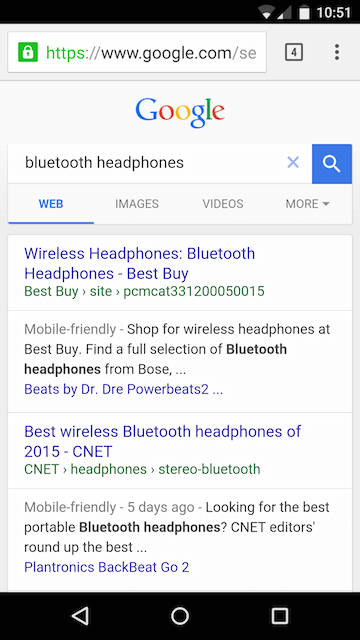 10:51
https://www.google.com/se
4
Google
bluetooth headphones
WEB IMAGES VIDEOS MORE
Wireless Headphones: Bluetooth
Headphones - Best Buy
Best Buy › site › pcmcat331200050015
Mobile-friendly - Shop for wireless headphones at
Best Buy. Find a full selection of Bluetooth
headphones from Bose, ...
Beats by Dr. Dre Powerbeats2 ...
Best wireless Bluetooth headphones of
2015 - CNET
CNET › headphones › stereo-bluetooth
Mobile-friendly - 5 days ago - Looking for the best
portable Bluetooth headphones? CNET editors'
round up the best ...
Plantronics BackBeat Go 2